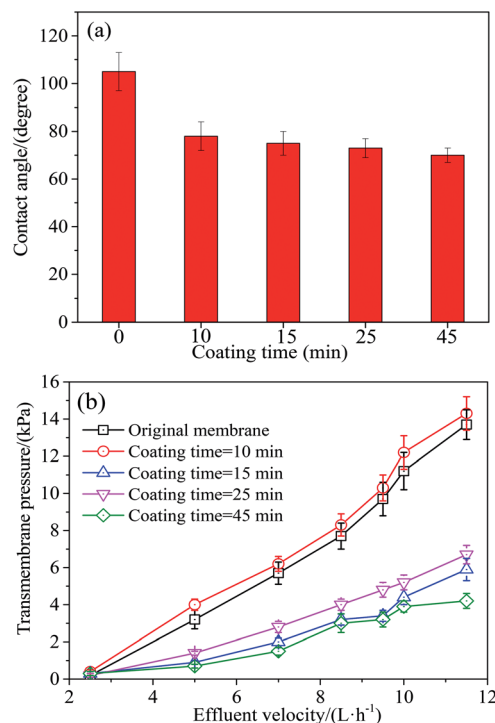 (a)
Contact angle/(degree)
120
100
80
60
40
20
0
0 10 15 25 45
Coating time (min)
(b)
Transmembrane pressure/(kPa)
16
14
12
10
8
6
4
2
0
Original membrane
Coating time=10 min
Coating time=15 min
Coating time=25 min
Coating time=45 min
2 4 6 8 10 12
Effluent velocity/(L·h⁻¹)